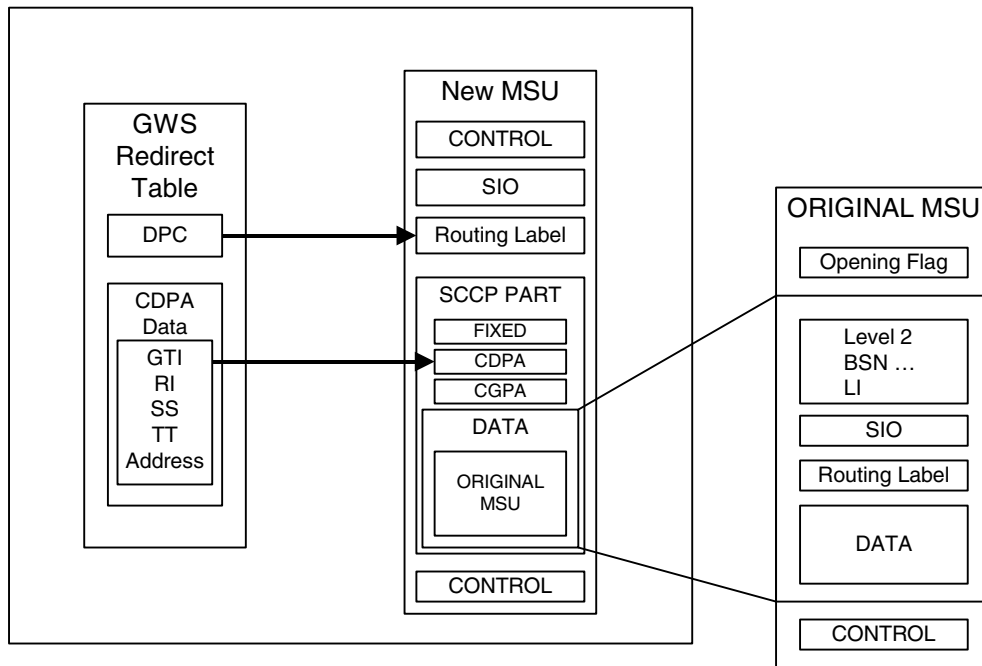 GWS
Redirect
Table
DPC
CDPA
Data
GTI
RI
SS
TT
Address
New MSU
CONTROL
SIO
Routing Label
SCCP PART
FIXED
CDPA
CGPA
DATA
ORIGINAL
MSU
CONTROL
ORIGINAL MSU
Opening Flag
Level 2
BSN ...
LI
SIO
Routing Label
DATA
CONTROL